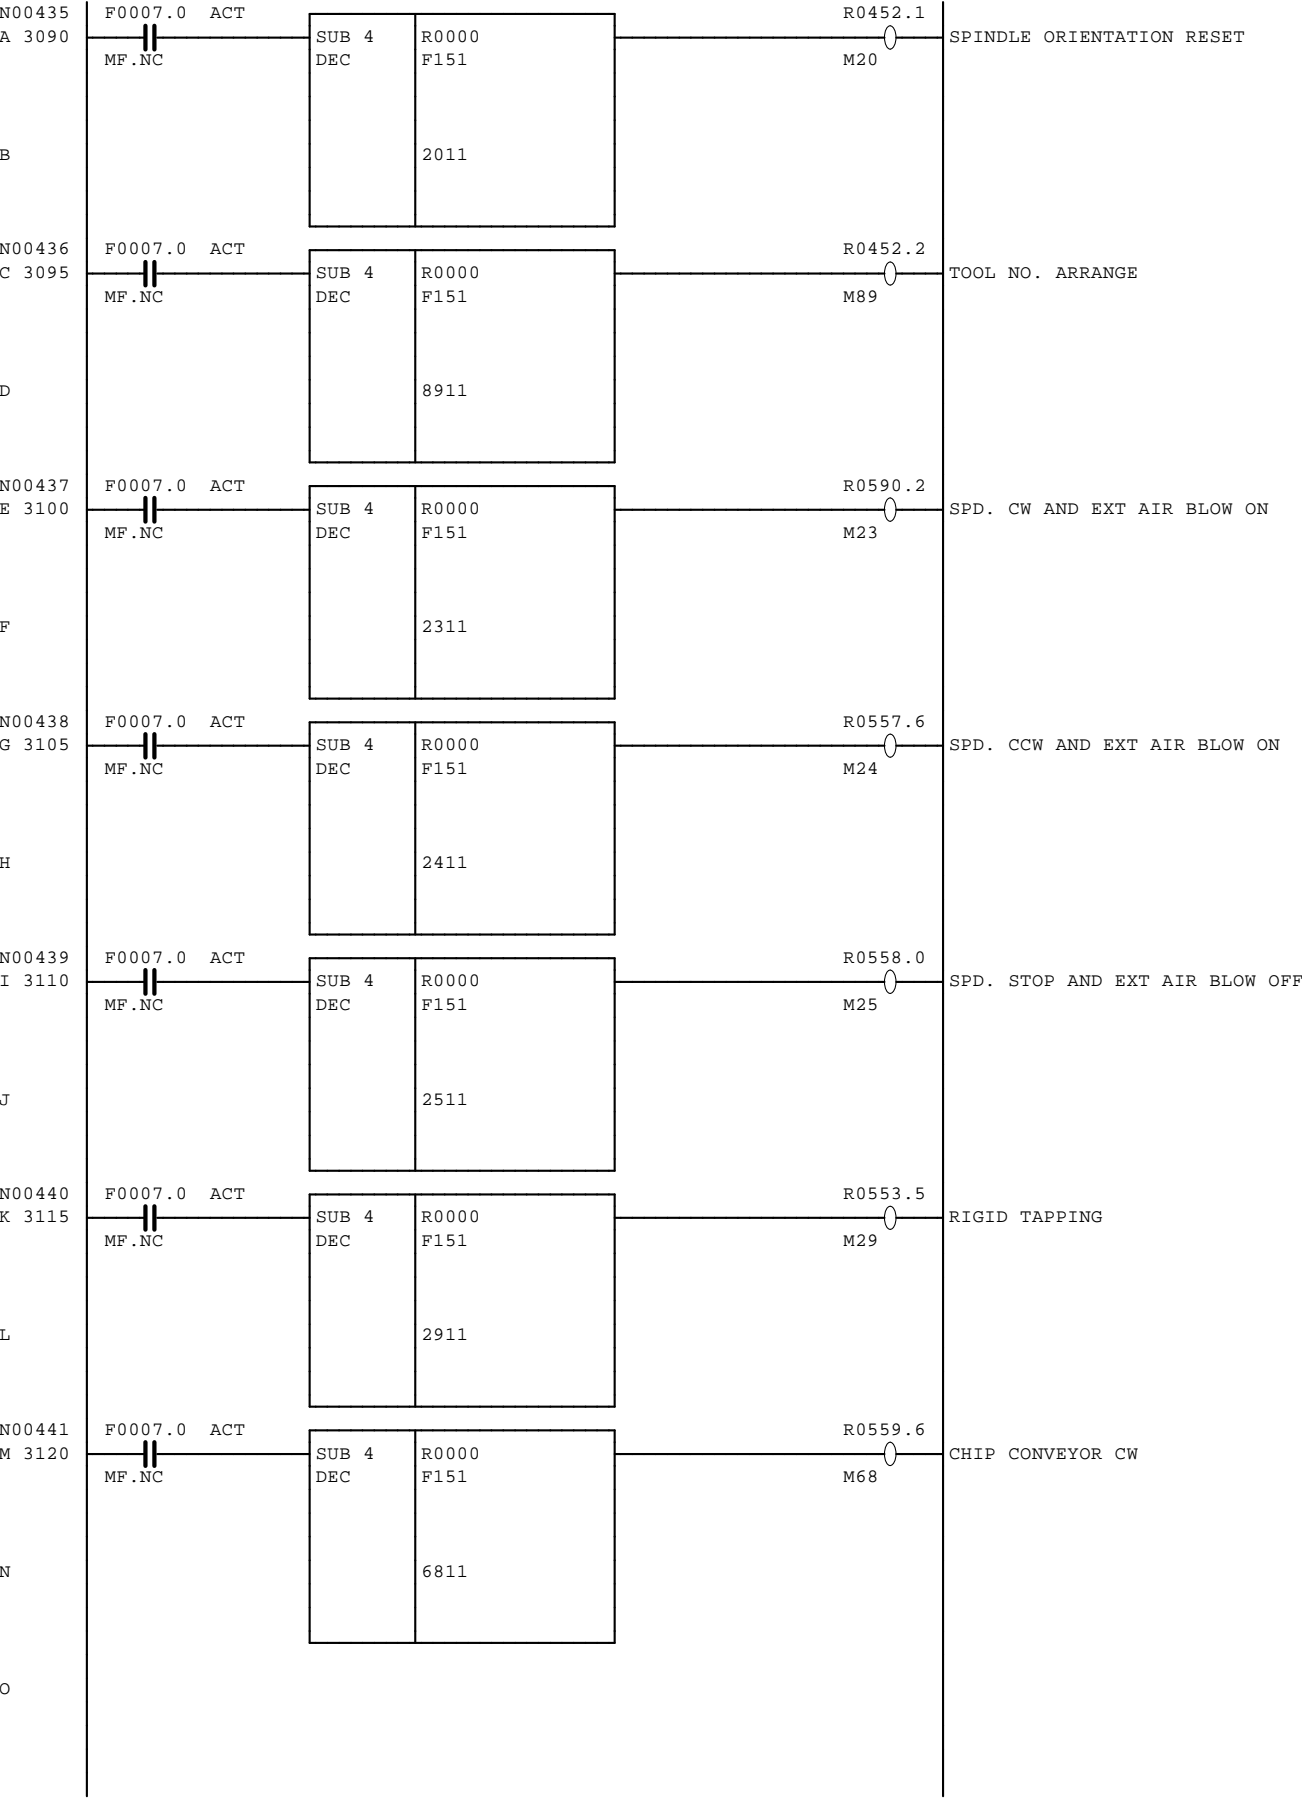 N00435 F0007.0 ACT R0452.1
A 3090 SUB 4 R0000 SPINDLE ORIENTATION RESET
MF.NC DEC F151 M20
B 2011
N00436 F0007.0 ACT R0452.2
C 3095 SUB 4 R0000 TOOL NO. ARRANGE
MF.NC DEC F151 M89
D 8911
N00437 F0007.0 ACT R0590.2
E 3100 SUB 4 R0000 SPD. CW AND EXT AIR BLOW ON
MF.NC DEC F151 M23
F 2311
N00438 F0007.0 ACT R0557.6
G 3105 SUB 4 R0000 SPD. CCW AND EXT AIR BLOW ON
MF.NC DEC F151 M24
H 2411
N00439 F0007.0 ACT R0558.0
I 3110 SUB 4 R0000 SPD. STOP AND EXT AIR BLOW OFF
MF.NC DEC F151 M25
J 2511
N00440 F0007.0 ACT R0553.5
K 3115 SUB 4 R0000 RIGID TAPPING
MF.NC DEC F151 M29
L 2911
N00441 F0007.0 ACT R0559.6
M 3120 SUB 4 R0000 CHIP CONVEYOR CW
MF.NC DEC F151 M68
N 6811
O